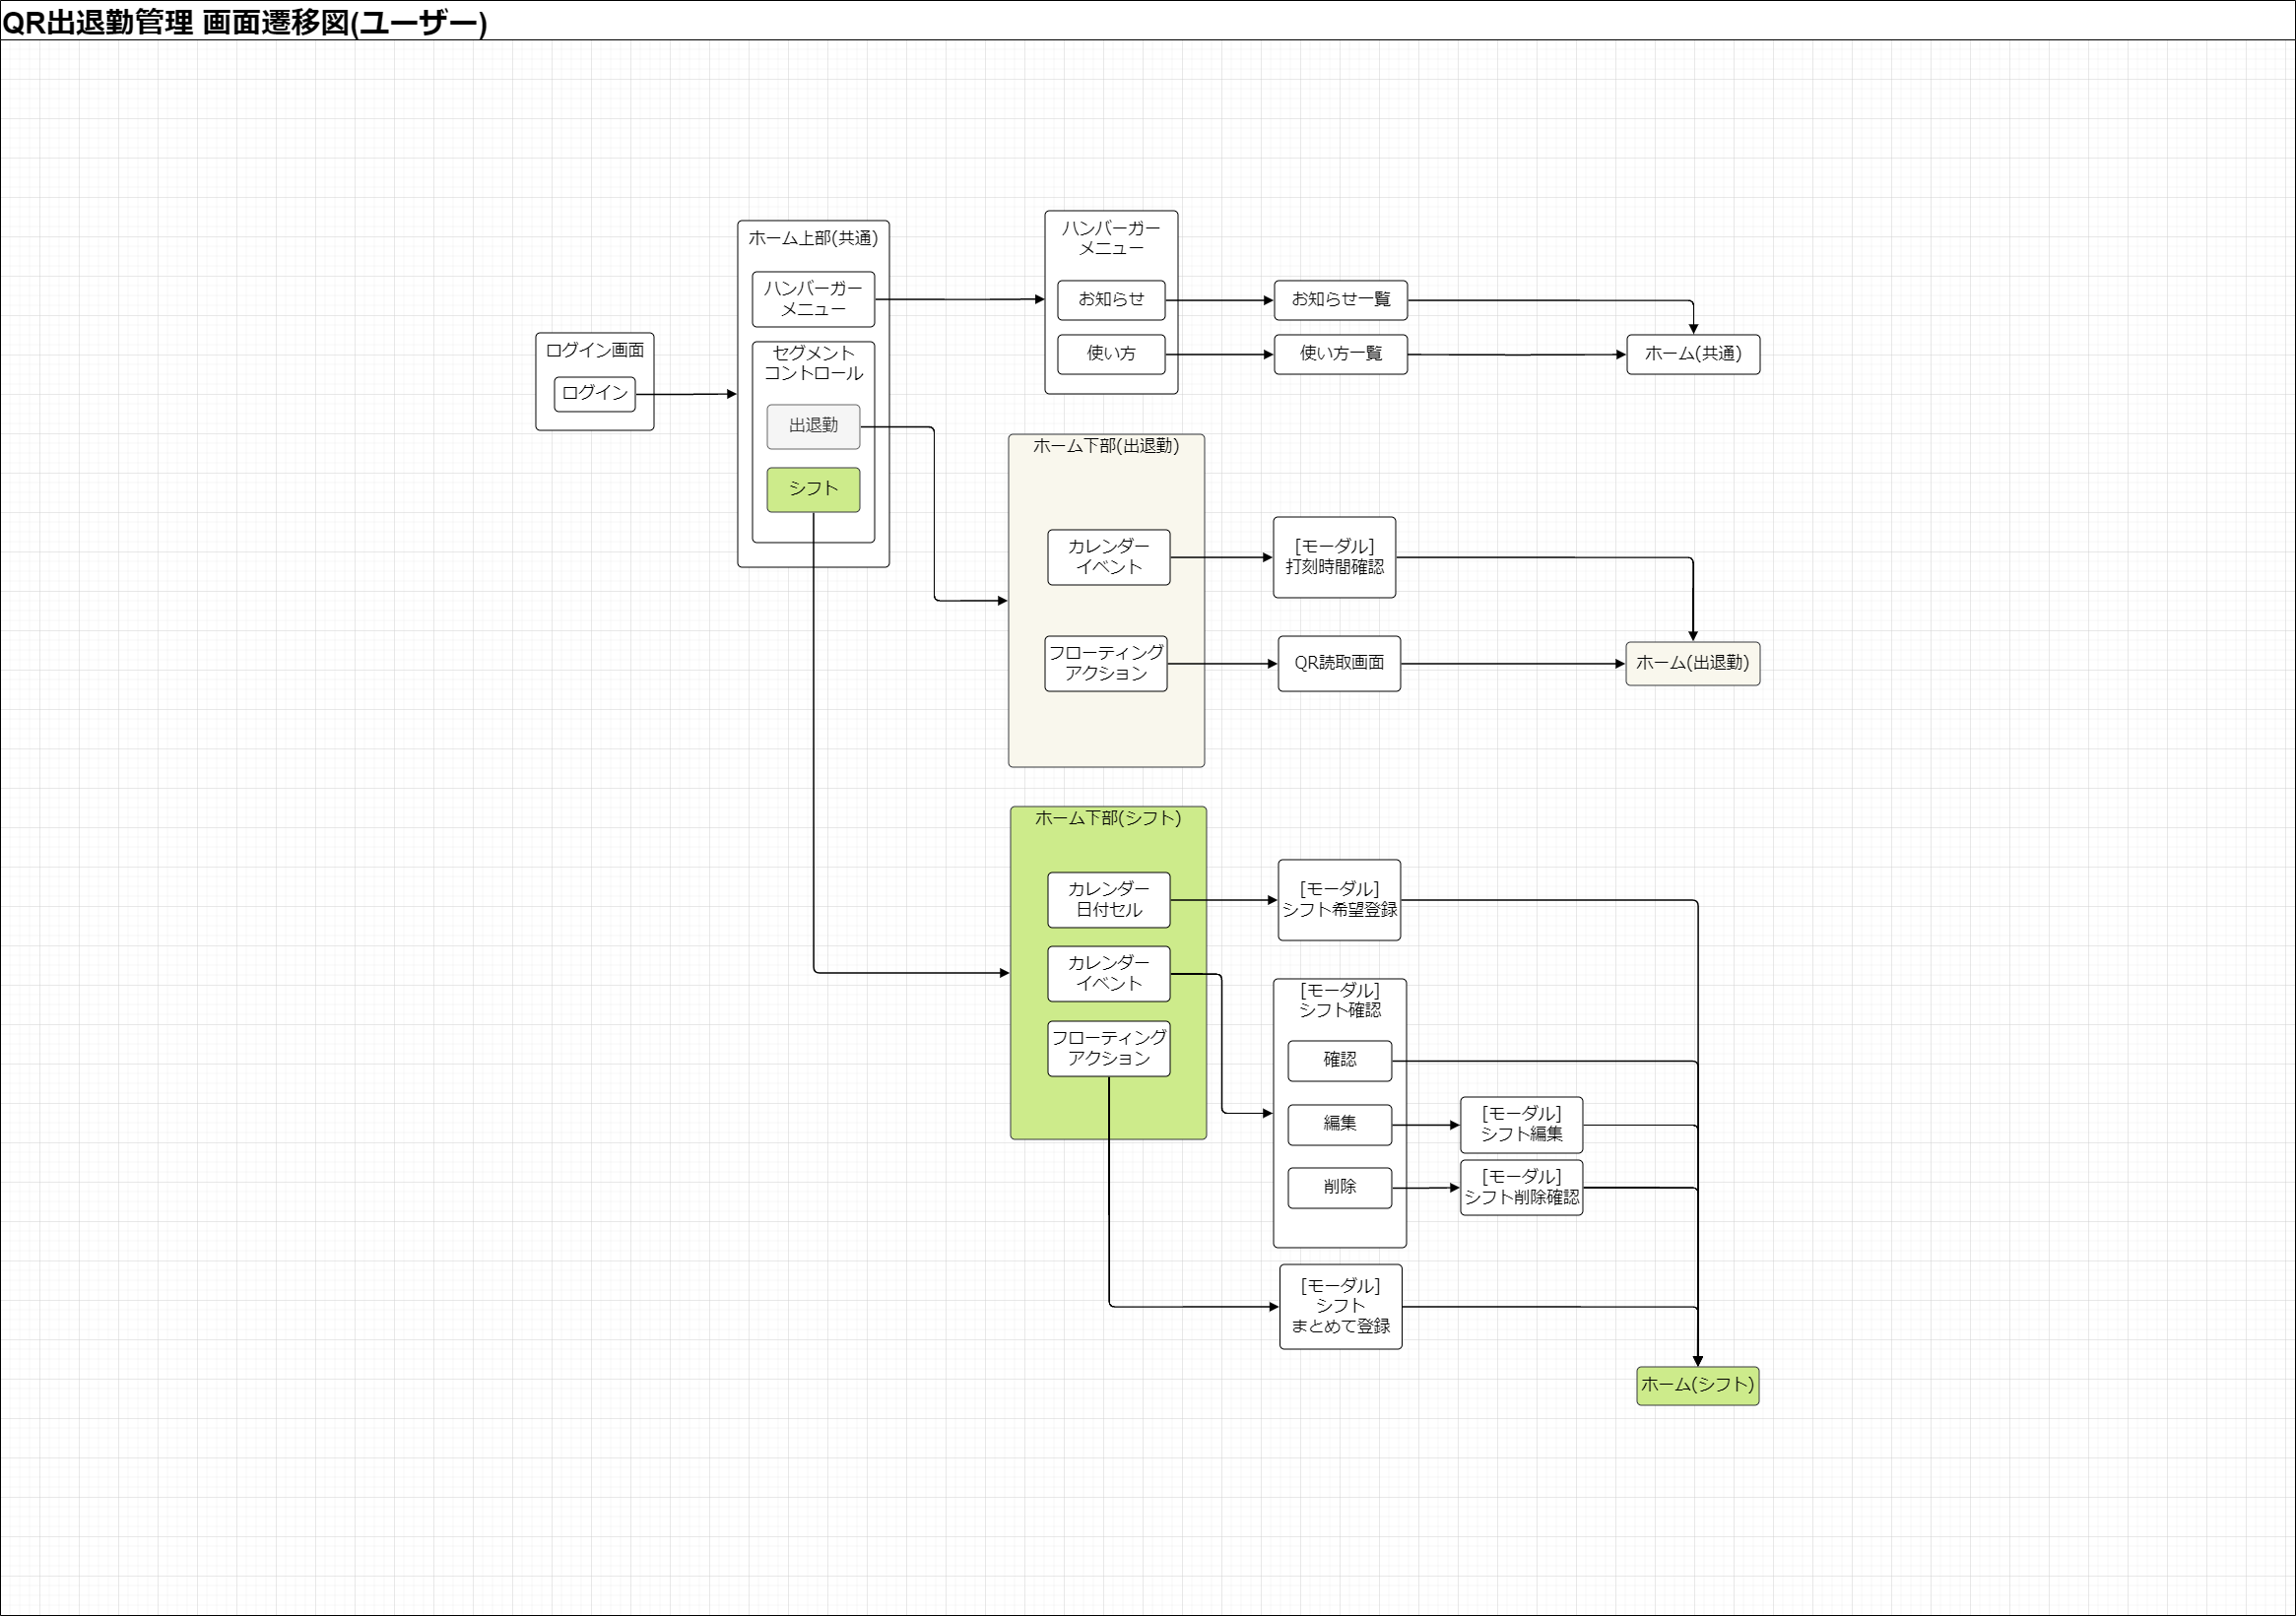 QR出退勤管理 画面遷移図(ユーザー)
ログイン画面
ログイン
ホーム上部(共通)
ハンバーガー
メニュー
セグメント
コントロール
出退勤
シフト
ハンバーガー
メニュー
お知らせ
使い方
お知らせ一覧
使い方一覧
ホーム(共通)
ホーム下部(出退勤)
カレンダー
イベント
フローティング
アクション
[モーダル]
打刻時間確認
QR読取画面
ホーム(出退勤)
ホーム下部(シフト)
カレンダー
日付セル
カレンダー
イベント
フローティング
アクション
[モーダル]
シフト希望登録
[モーダル]
シフト確認
確認
編集
削除
[モーダル]
シフト編集
[モーダル]
シフト削除確認
[モーダル]
シフト
まとめて登録
ホーム(シフト)